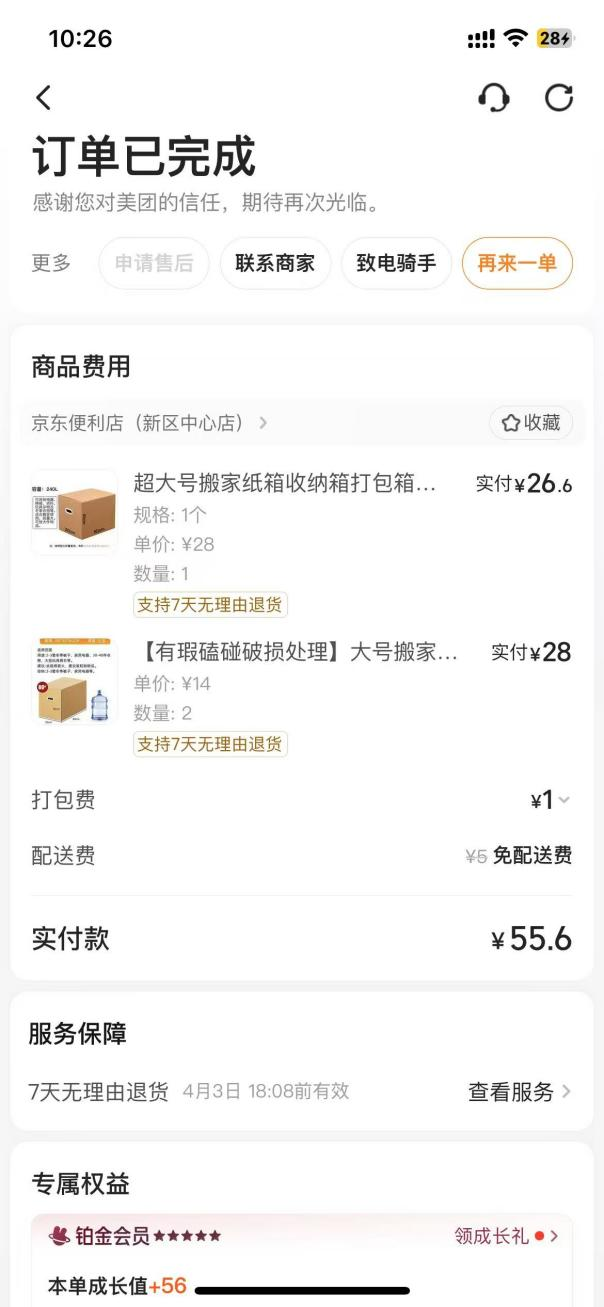 10:26
28
订单已完成
感谢您对美团的信任，期待再次光临。
更多 申请售后 联系商家 致电骑手 再来一单
商品费用
京东便利店（新区中心店） 收藏
容量：240L
超大号搬家纸箱收纳箱打包箱... 实付¥26.6
规格: 1个
单价: ¥28
数量: 1
支持7天无理由退货
【有瑕磕碰破损处理】大号搬家... 实付¥28
单价: ¥14
数量: 2
支持7天无理由退货
打包费 ¥1
配送费 ¥5 免配送费
实付款 ¥55.6
服务保障
7天无理由退货 4月3日 18:08前有效 查看服务
专属权益
铂金会员★★★★★ 领成长礼
本单成长值+56